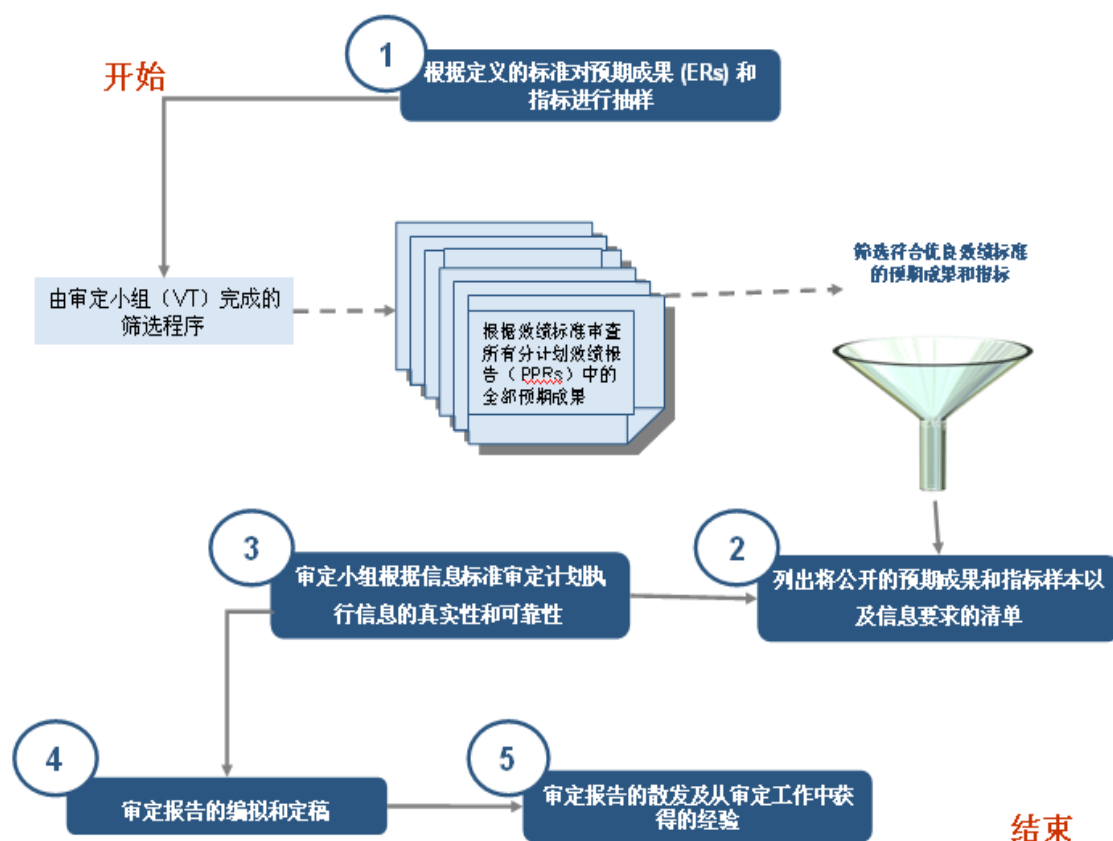 开始
1
根据定义的标准对预期成果 (ERs) 和
指标进行抽样
由审定小组（VT）完成的
筛选程序
根据效绩标准审查
所有分计划效绩报
告（PPRs）中的
全部预期成果
筛选符合优良效绩标准
的预期成果和指标
3
审定小组根据信息标准审定计划执
行信息的真实性和可靠性
2
列出将公开的预期成果和指标样本以
及信息要求的清单
4
审定报告的编拟和定稿
5
审定报告的散发及从审定工作中获
得的经验
结束